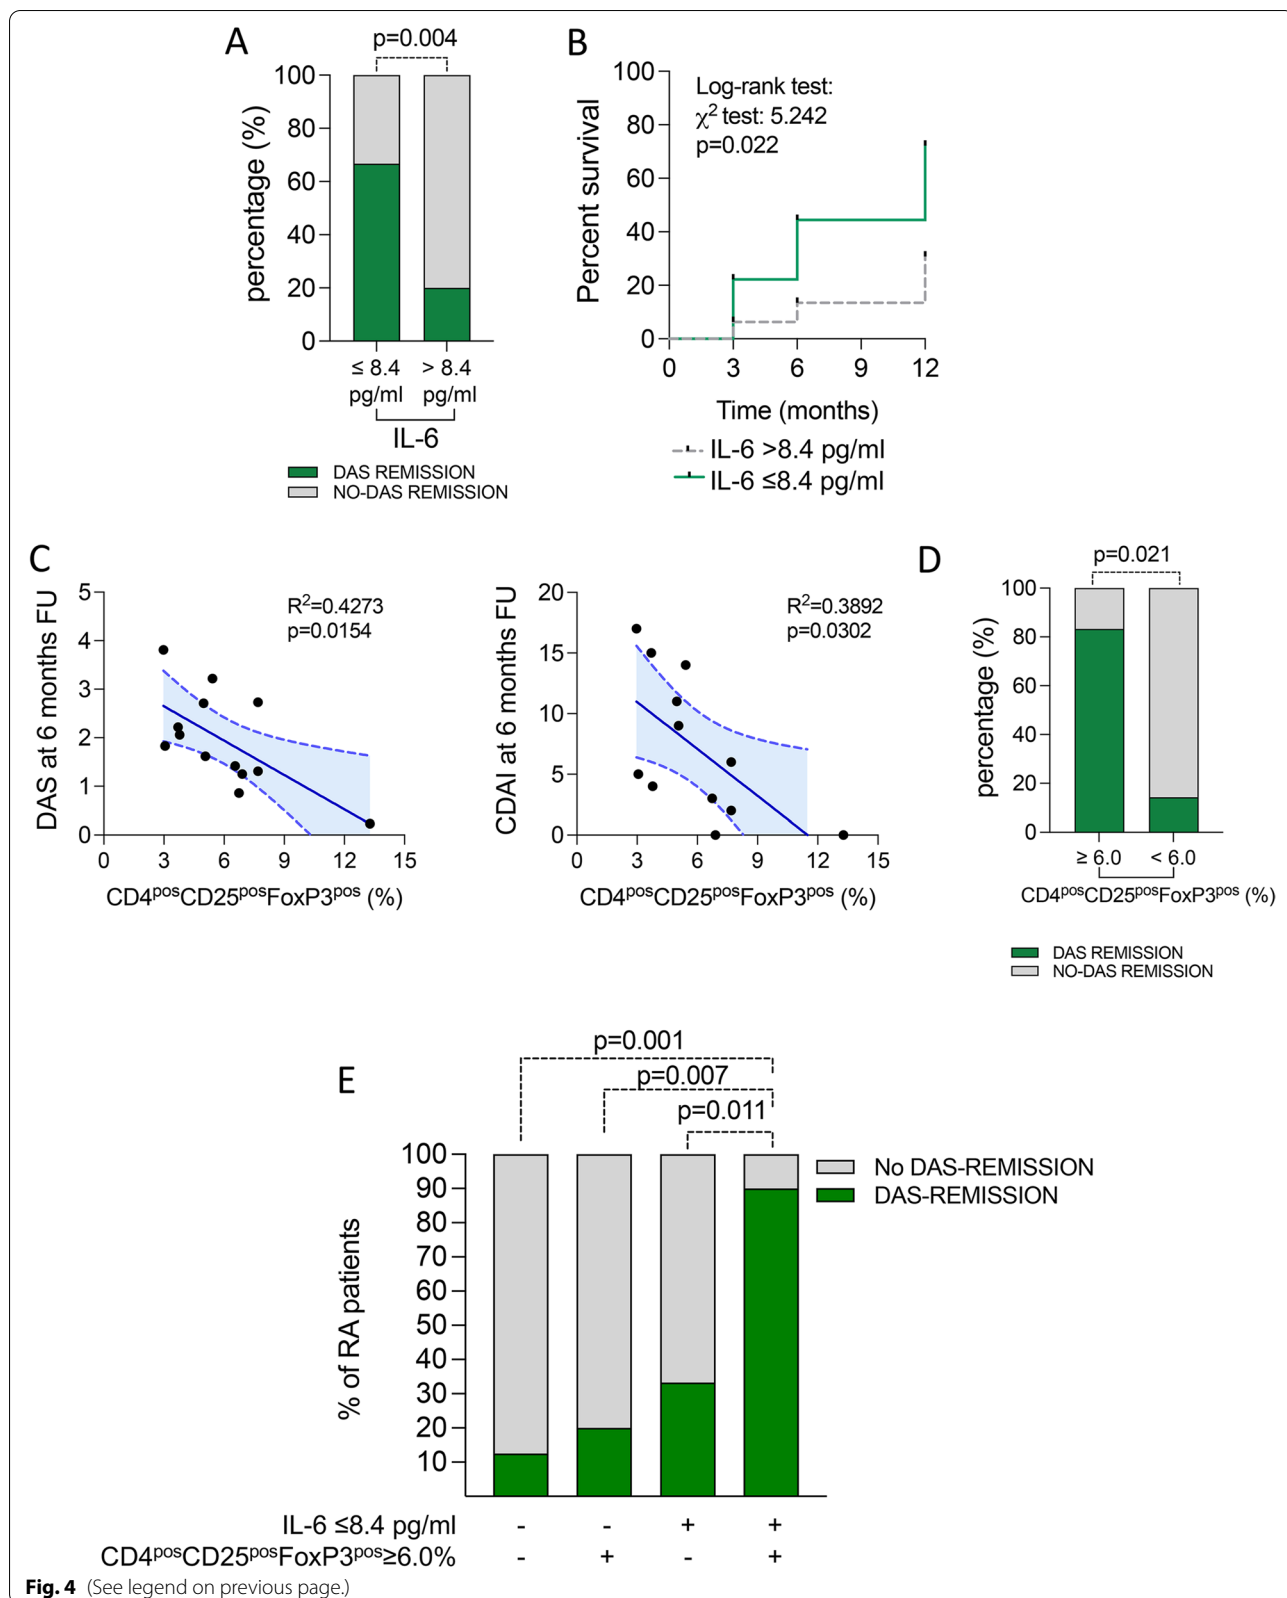 A
p=0.004
percentage (%)
100
80
60
40
20
0
≤ 8.4 > 8.4
pg/ml pg/ml
IL-6
DAS REMISSION
NO-DAS REMISSION
B
Log-rank test:
χ² test: 5.242
p=0.022
Percent survival
100
80
60
40
20
0
0 3 6 9 12
Time (months)
IL-6 >8.4 pg/ml
IL-6 ≤8.4 pg/ml
C
DAS at 6 months FU
5
4
3
2
1
0
R²=0.4273
p=0.0154
0 3 6 9 12 15
CD4ᵖᵒˢCD25ᵖᵒˢFoxP3ᵖᵒˢ (%)
CDAI at 6 months FU
20
15
10
5
0
R²=0.3892
p=0.0302
0 3 6 9 12 15
CD4ᵖᵒˢCD25ᵖᵒˢFoxP3ᵖᵒˢ (%)
D
p=0.021
percentage (%)
100
80
60
40
20
0
≥ 6.0 < 6.0
CD4ᵖᵒˢCD25ᵖᵒˢFoxP3ᵖᵒˢ (%)
DAS REMISSION
NO-DAS REMISSION
E
p=0.001
p=0.007
p=0.011
% of RA patients
100
90
80
70
60
50
40
30
20
10
No DAS-REMISSION
DAS-REMISSION
IL-6 ≤8.4 pg/ml - - + +
CD4ᵖᵒˢCD25ᵖᵒˢFoxP3ᵖᵒˢ≥6.0% - + - +
Fig. 4 (See legend on previous page.)